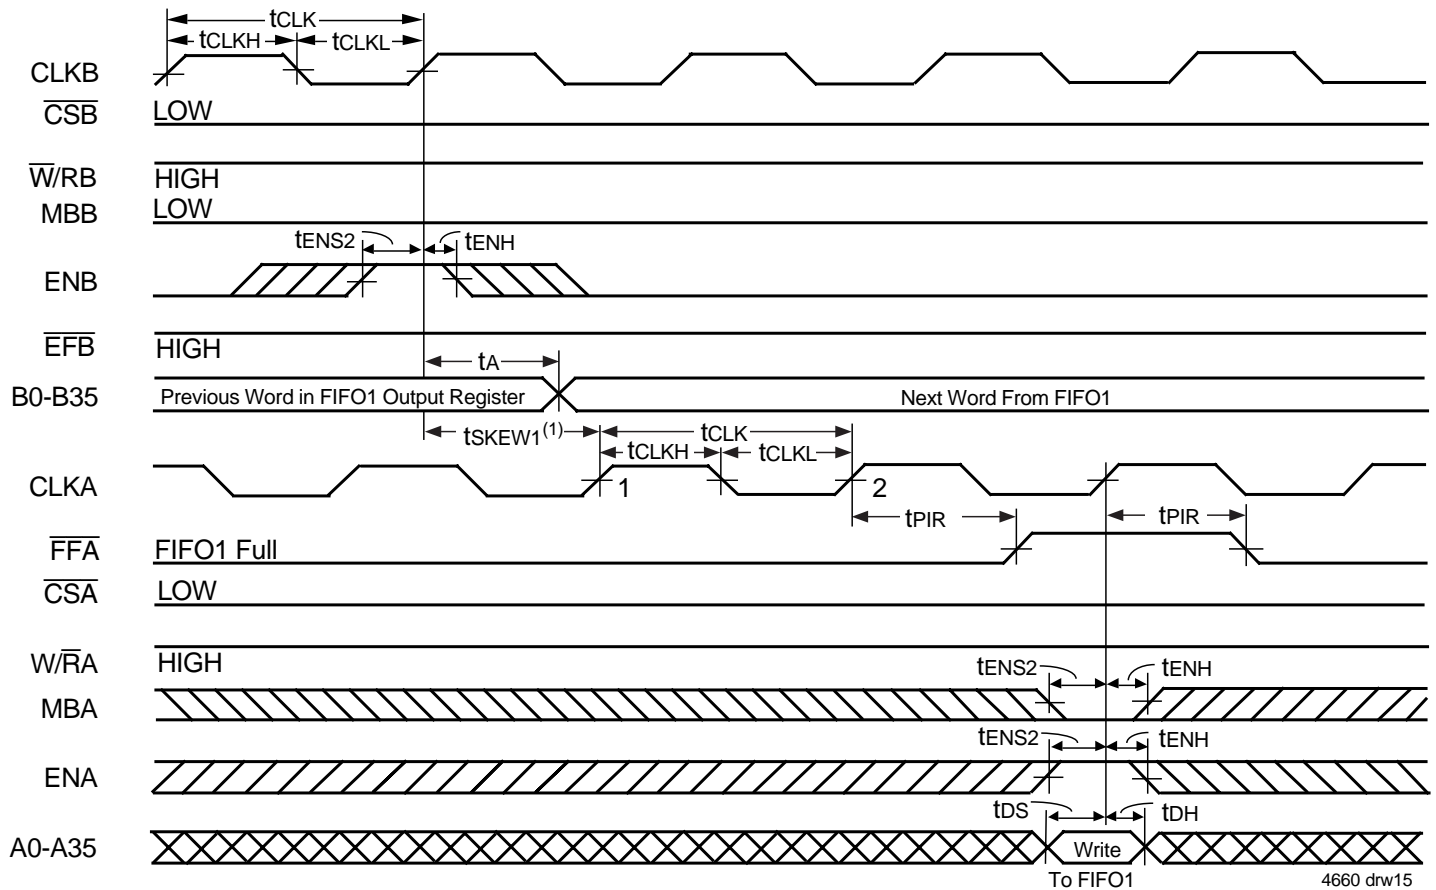 tCLK
tCLKH
tCLKL
CLKB
CSB
LOW
W/RB
HIGH
MBB
LOW
tENS2
tENH
ENB
EFB
HIGH
tA
B0-B35
Previous Word in FIFO1 Output Register
Next Word From FIFO1
tSKEW1(1)
tCLK
tCLKH
tCLKL
CLKA
1
2
tPIR
tPIR
FFA
FIFO1 Full
CSA
LOW
W/RA
HIGH
tENS2
tENH
MBA
tENS2
tENH
ENA
tDS
tDH
A0-A35
Write
To FIFO1
4660 drw15